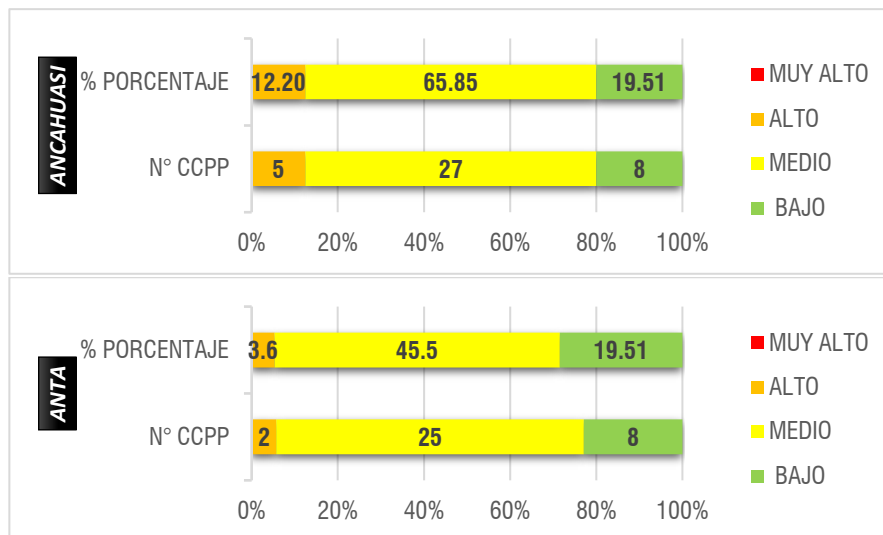 ANCAHUASI
% PORCENTAJE
12.20 65.85 19.51
N° CCPP
5 27 8
0% 20% 40% 60% 80% 100%
MUY ALTO
ALTO
MEDIO
BAJO
ANTA
% PORCENTAJE
3.6 45.5 19.51
N° CCPP
2 25 8
0% 20% 40% 60% 80% 100%
MUY ALTO
ALTO
MEDIO
BAJO